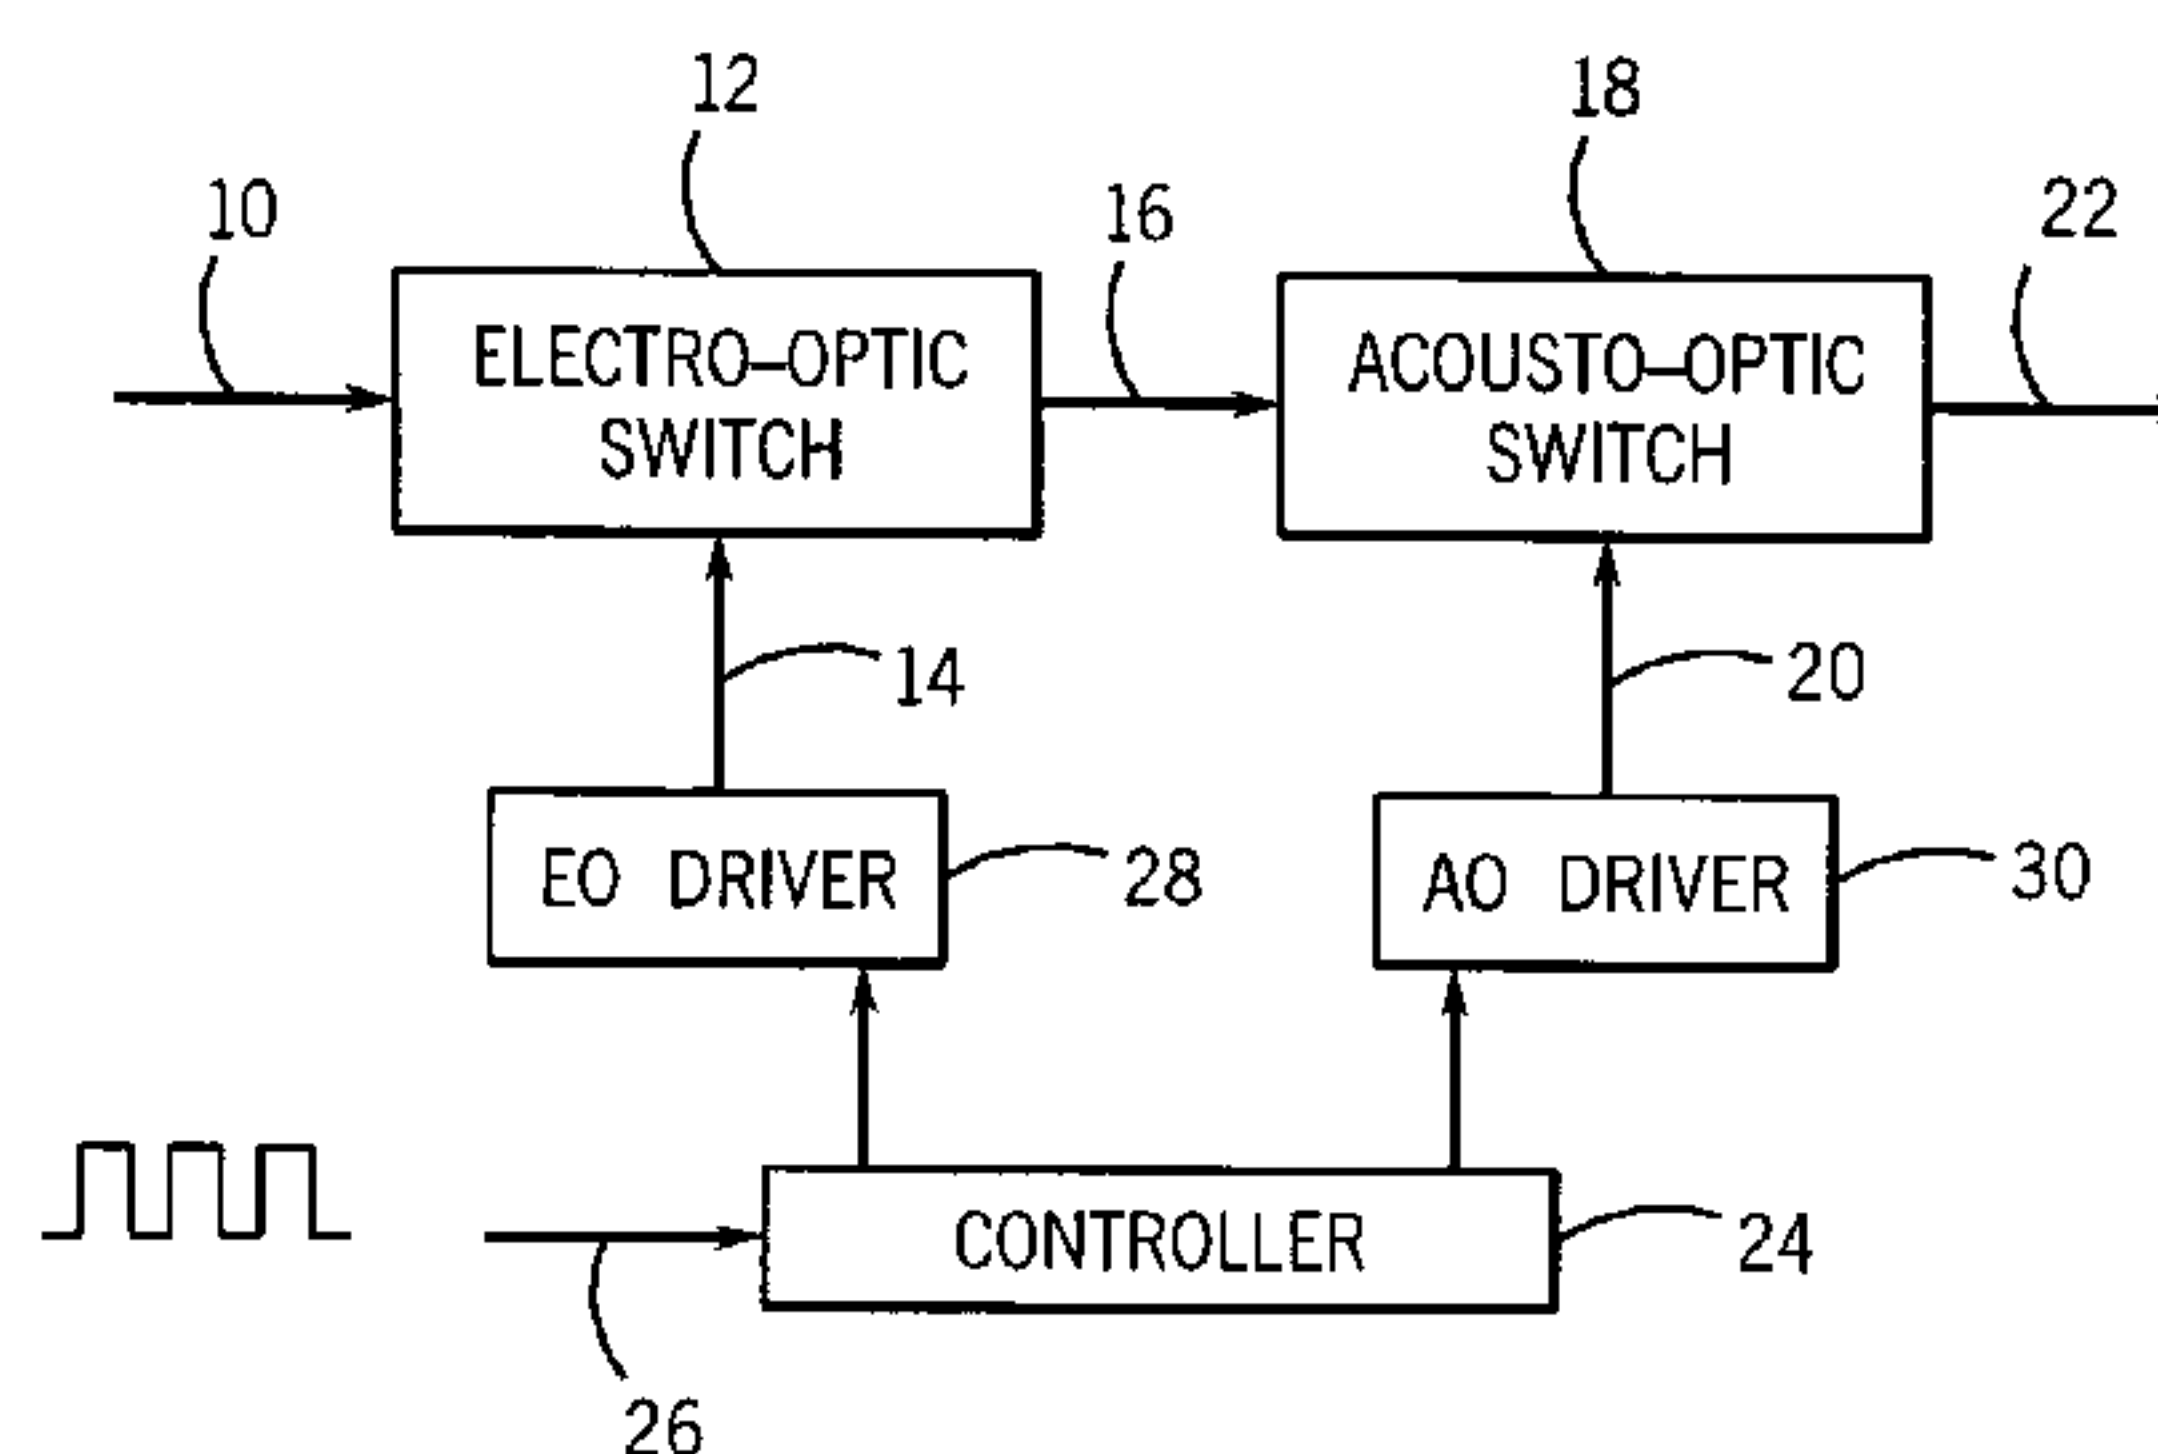 12
18
10
16
22
ELECTRO-OPTIC
SWITCH
ACOUSTO-OPTIC
SWITCH
14
20
EO DRIVER
28
AO DRIVER
30
CONTROLLER
24
26